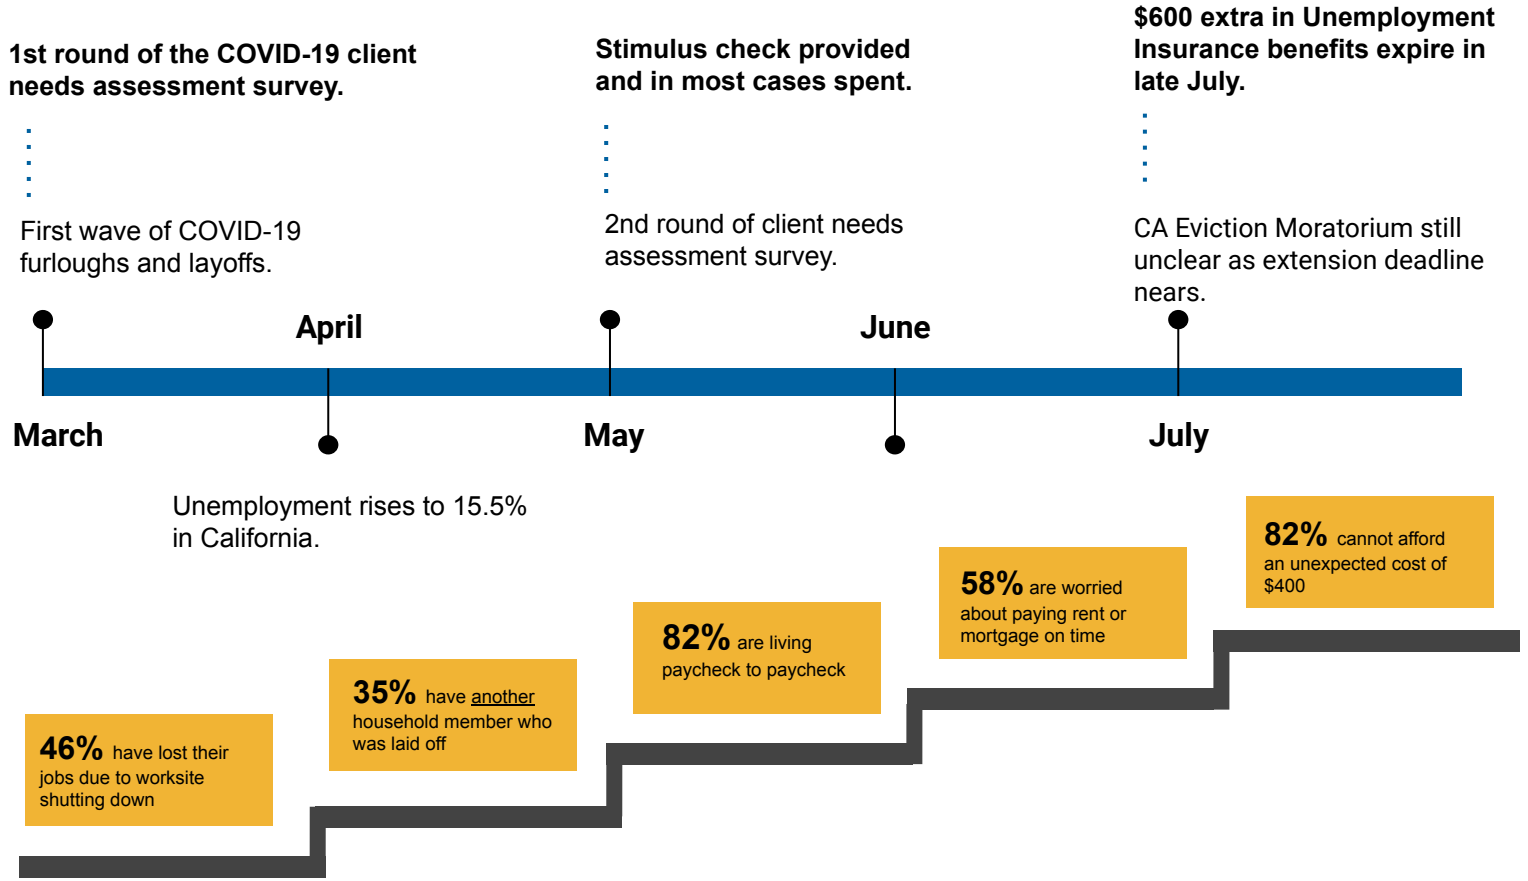 1st round of the COVID-19 client
needs assessment survey.
First wave of COVID-19
furloughs and layoffs.
Stimulus check provided
and in most cases spent.
2nd round of client needs
assessment survey.
$600 extra in Unemployment
Insurance benefits expire in
late July.
CA Eviction Moratorium still
unclear as extension deadline
nears.
April
June
March
May
July
Unemployment rises to 15.5%
in California.
46% have lost their
jobs due to worksite
shutting down
35% have another
household member who
was laid off
82% are living
paycheck to paycheck
58% are worried
about paying rent or
mortgage on time
82% cannot afford
an unexpected cost of
$400